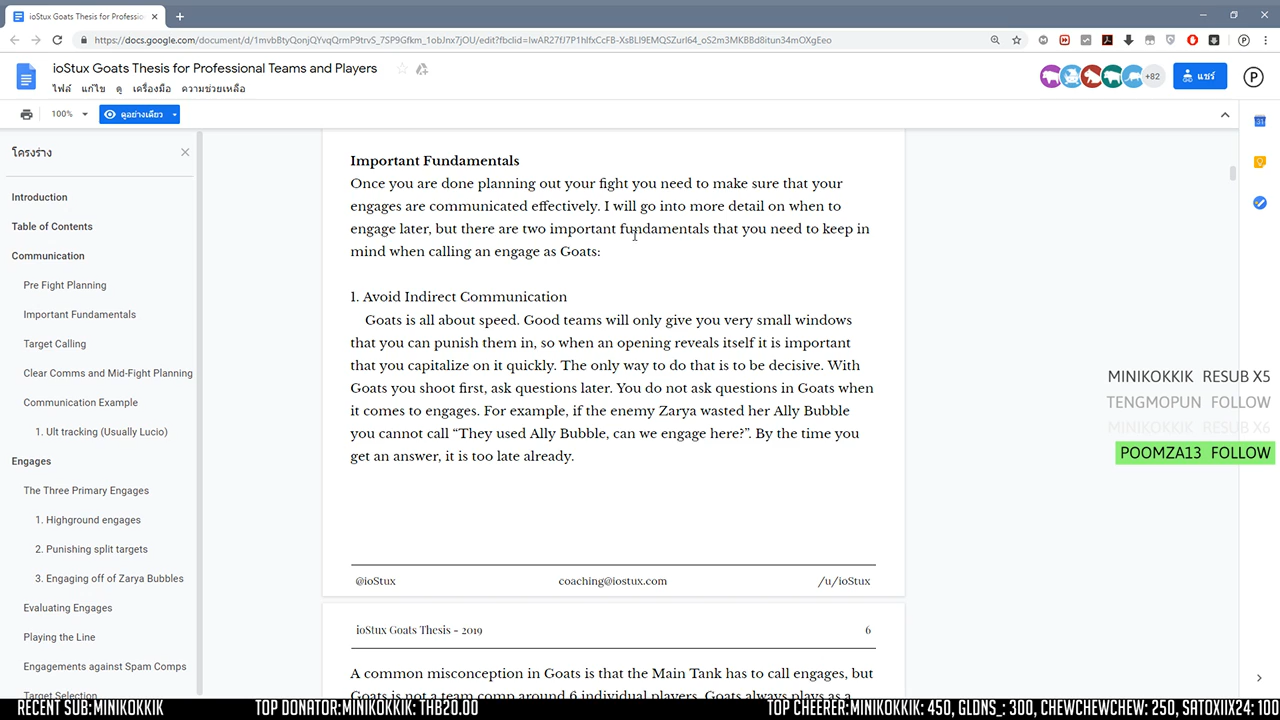 ioStux Goats Thesis for Professio
https://docs.google.com/document/d/1mvbBtyQonjQYvqQrmP9trvS_7SP9Gfkm_1obJnx7jOU/edit?fbclid=IwAR27fJ7P1hlfxCcFB-XsBLl9EMQSZurl64_oS2m3MKBBd8itun34mOXgEeo
ioStux Goats Thesis for Professional Teams and Players
+82
แชร์
P
ไฟล์ แก้ไข ดู เครื่องมือ ความช่วยเหลือ
100%
ดูอย่างเดียว
โครงร่าง
Introduction
Table of Contents
Communication
Pre Fight Planning
Important Fundamentals
Target Calling
Clear Comms and Mid-Fight Planning
Communication Example
1. Ult tracking (Usually Lucio)
Engages
The Three Primary Engages
1. Highground engages
2. Punishing split targets
3. Engaging off of Zarya Bubbles
Evaluating Engages
Playing the Line
Engagements against Spam Comps
Target Selection
Important Fundamentals
Once you are done planning out your fight you need to make sure that your
engages are communicated effectively. I will go into more detail on when to
engage later, but there are two important fundamentals that you need to keep in
mind when calling an engage as Goats:
1. Avoid Indirect Communication
Goats is all about speed. Good teams will only give you very small windows
that you can punish them in, so when an opening reveals itself it is important
that you capitalize on it quickly. The only way to do that is to be decisive. With
Goats you shoot first, ask questions later. You do not ask questions in Goats when
it comes to engages. For example, if the enemy Zarya wasted her Ally Bubble
you cannot call “They used Ally Bubble, can we engage here?”. By the time you
get an answer, it is too late already.
@ioStux coaching@iostux.com /u/ioStux
ioStux Goats Thesis - 2019 6
A common misconception in Goats is that the Main Tank has to call engages, but
Goats is not a team comp around 6 individual players. Goats always plays as a
MINIKOKKIK RESUB X5
TENGMOPUN FOLLOW
MINIKOKKIK RESUB X6
POOMZA13 FOLLOW
RECENT SUB:MINIKOKKIK
TOP DONATOR:MINIKOKKIK: THB20.00
TOP CHEERER:MINIKOKKIK: 450, GLDNS_: 300, CHEWCHEWCHEW: 250, SATOXIIX24: 100